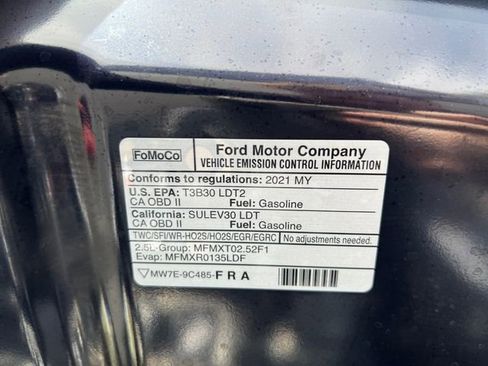 FoMoCo
Ford Motor Company
VEHICLE EMISSION CONTROL INFORMATION
Conforms to regulations: 2021 MY
U.S. EPA: T3B30 LDT2
CA OBD II Fuel: Gasoline
California: SULEV30 LDT
CA OBD II Fuel: Gasoline
TWC/SFI/WR-HO2S/HO2S/EGR/EGRC No adjustments needed.
2.5L-Group: MFMXT02.52F1
Evap: MFMXR0135LDF
MW7E-9C485-FRA